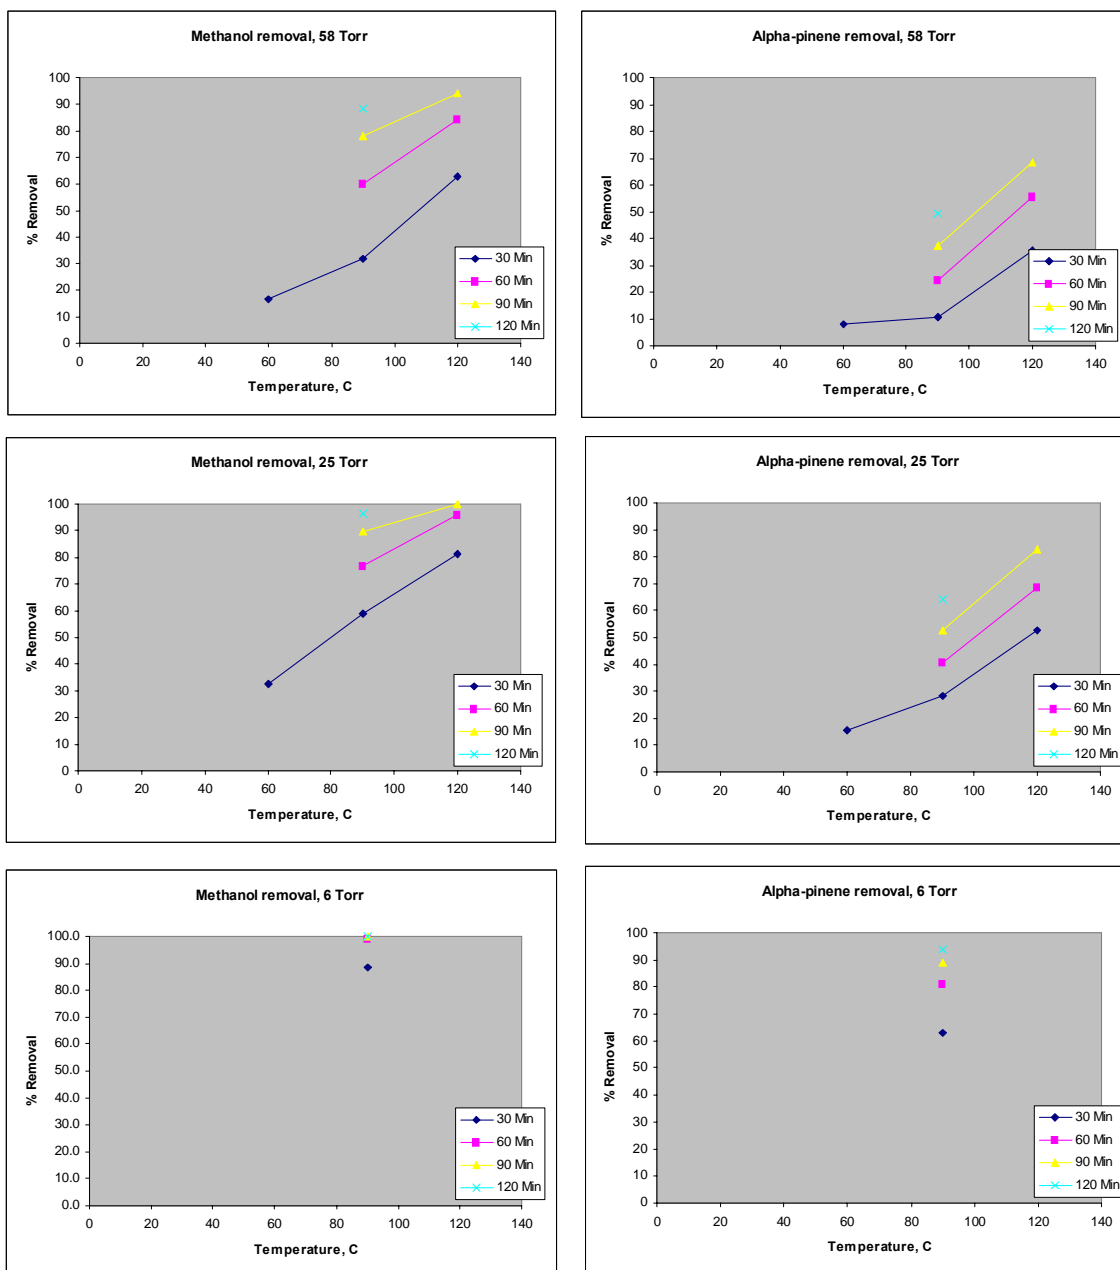 Methanol removal, 58 Torr
% Removal
100
90
80
70
60
50
40
30
20
10
0
0 20 40 60 80 100 120 140
Temperature, C
30 Min
60 Min
90 Min
120 Min
Alpha-pinene removal, 58 Torr
% Removal
100
90
80
70
60
50
40
30
20
10
0
0 20 40 60 80 100 120 140
Temperature, C
30 Min
60 Min
90 Min
120 Min
Methanol removal, 25 Torr
% Removal
100
90
80
70
60
50
40
30
20
10
0
0 20 40 60 80 100 120 140
Temperature, C
30 Min
60 Min
90 Min
120 Min
Alpha-pinene removal, 25 Torr
% Removal
100
90
80
70
60
50
40
30
20
10
0
0 20 40 60 80 100 120 140
Temperature, C
30 Min
60 Min
90 Min
120 Min
Methanol removal, 6 Torr
% Removal
100.0
90.0
80.0
70.0
60.0
50.0
40.0
30.0
20.0
10.0
0.0
0 20 40 60 80 100 120 140
Temperature, C
30 Min
60 Min
90 Min
120 Min
Alpha-pinene removal, 6 Torr
% Removal
100
90
80
70
60
50
40
30
20
10
0
0 20 40 60 80 100 120 140
Temperature, C
30 Min
60 Min
90 Min
120 Min